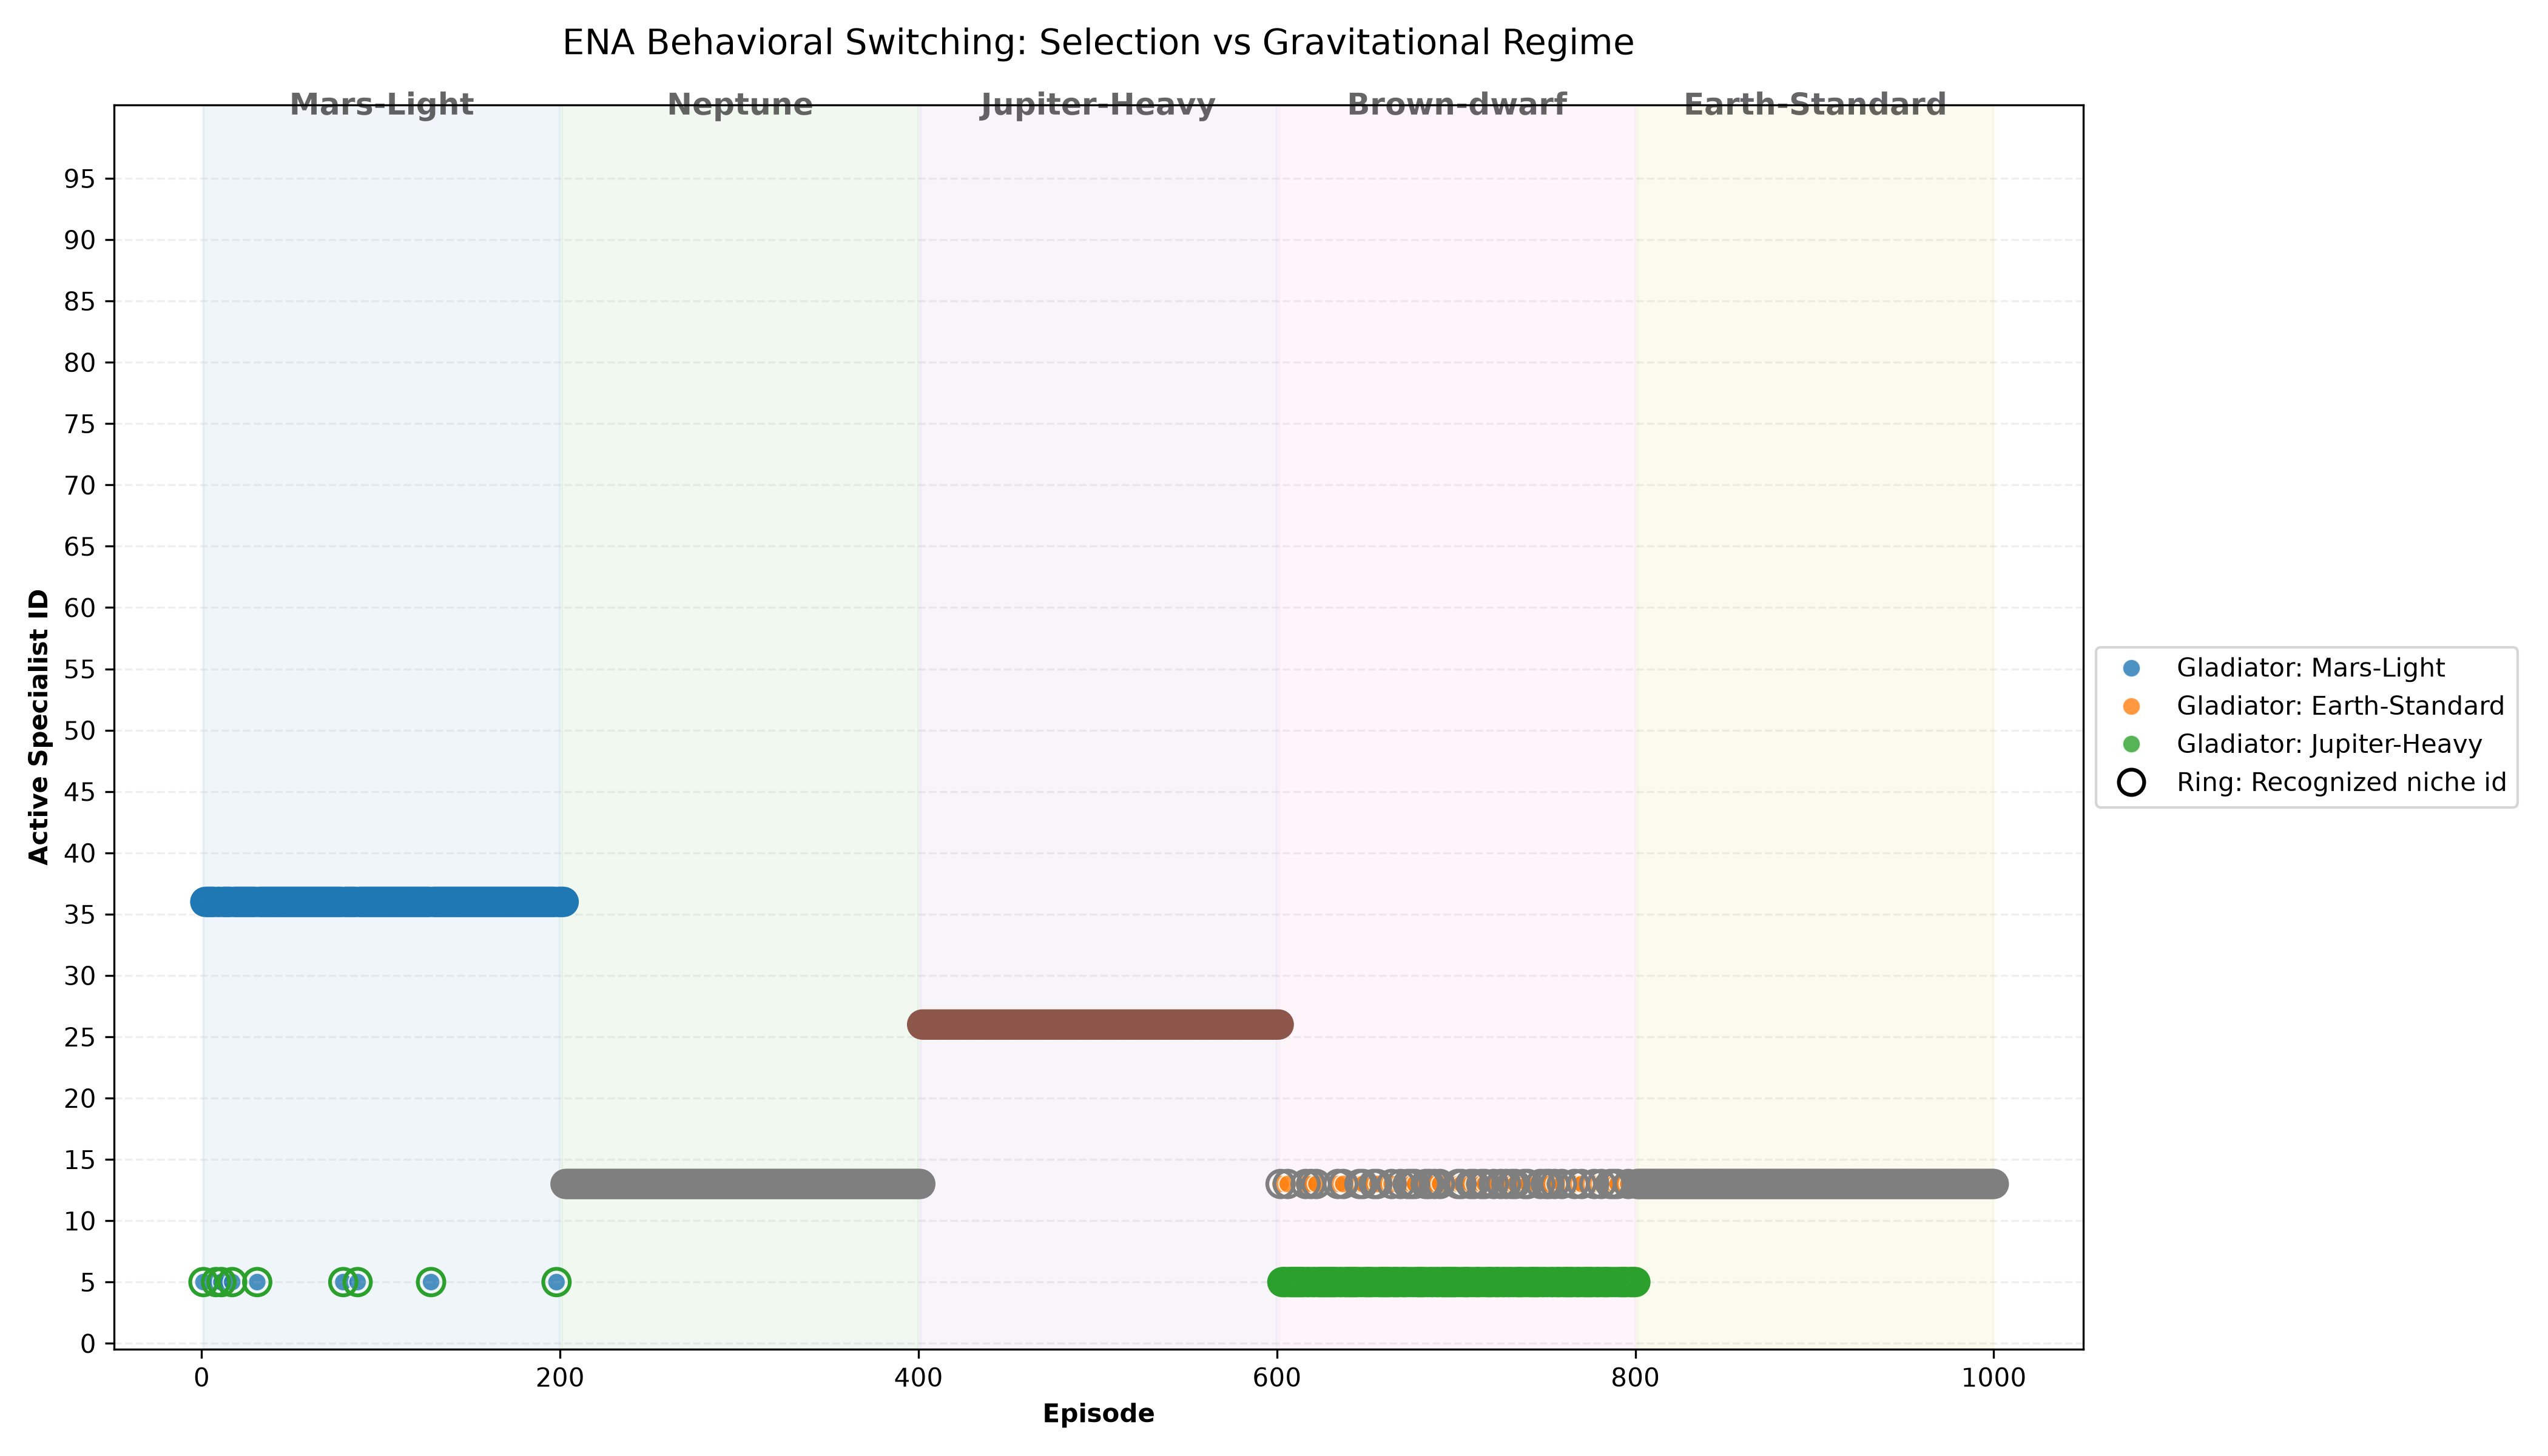 ENA Behavioral Switching: Selection vs Gravitational Regime
Mars-Light
Neptune
Jupiter-Heavy
Brown-dwarf
Earth-Standard
Active Specialist ID
95
90
85
80
75
70
65
60
55
50
45
40
35
30
25
20
15
10
5
0
0
200
400
600
800
1000
Episode
Gladiator: Mars-Light
Gladiator: Earth-Standard
Gladiator: Jupiter-Heavy
Ring: Recognized niche id